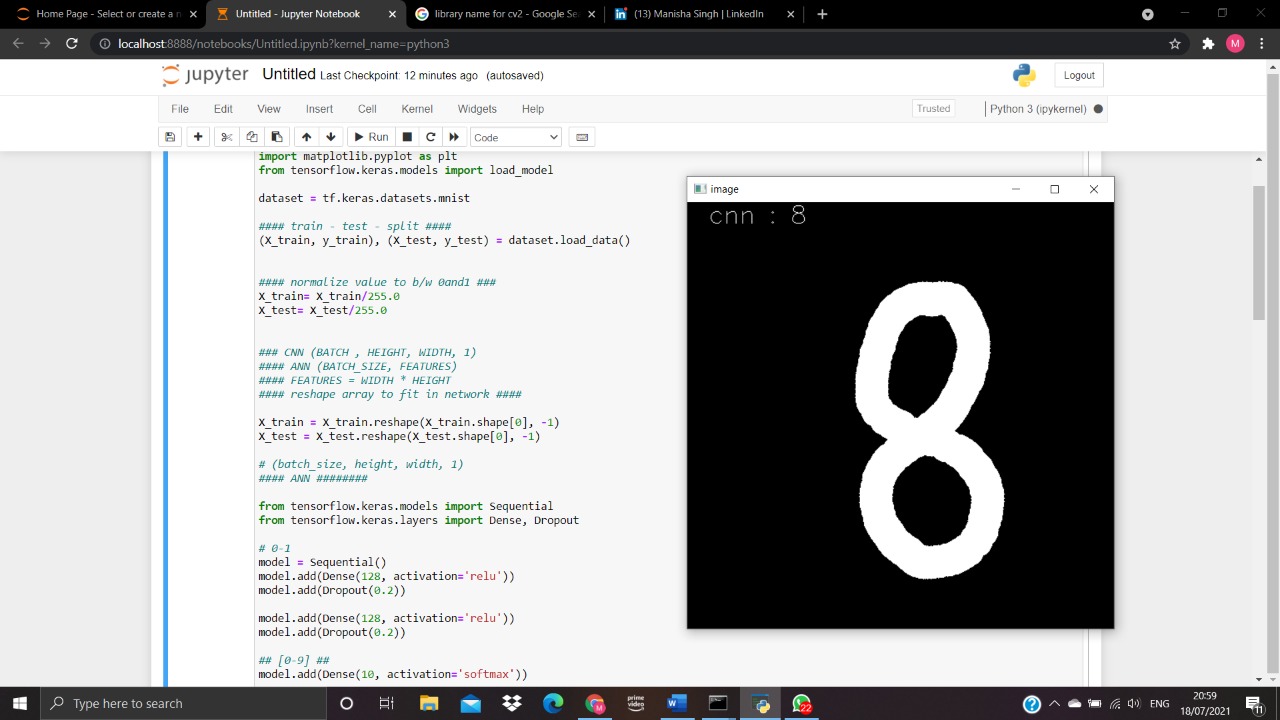 Home Page - Select or create a n
Untitled - Jupyter Notebook
library name for cv2 - Google Se
(13) Manisha Singh | LinkedIn
localhost:8888/notebooks/Untitled.ipynb?kernel_name=python3
M
jupyter Untitled Last Checkpoint: 12 minutes ago (autosaved)
Logout
File Edit View Insert Cell Kernel Widgets Help
Trusted
Python 3 (ipykernel)
Run
Code
import matplotlib.pyplot as plt
from tensorflow.keras.models import load_model
dataset = tf.keras.datasets.mnist
#### train - test - split ####
(X_train, y_train), (X_test, y_test) = dataset.load_data()
#### normalize value to b/w 0and1 ###
X_train= X_train/255.0
X_test= X_test/255.0
### CNN (BATCH , HEIGHT, WIDTH, 1)
#### ANN (BATCH_SIZE, FEATURES)
#### FEATURES = WIDTH * HEIGHT
#### reshape array to fit in network ####
X_train = X_train.reshape(X_train.shape[0], -1)
X_test = X_test.reshape(X_test.shape[0], -1)
# (batch_size, height, width, 1)
#### ANN ########
from tensorflow.keras.models import Sequential
from tensorflow.keras.layers import Dense, Dropout
# 0-1
model = Sequential()
model.add(Dense(128, activation='relu'))
model.add(Dropout(0.2))
model.add(Dense(128, activation='relu'))
model.add(Dropout(0.2))
## [0-9] ##
model.add(Dense(10, activation='softmax'))
image
cnn : 8
8
Type here to search
prime video
22
ENG
20:59
18/07/2021
11